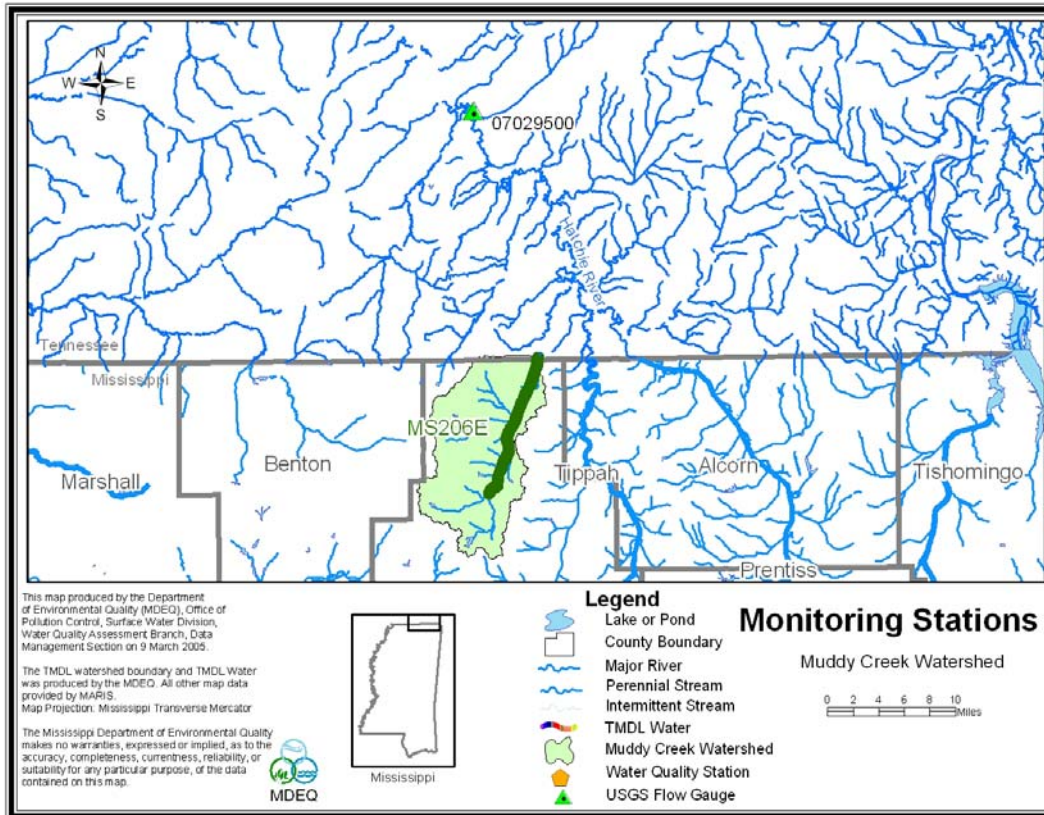 N
W E
S
07029500
Hatchie River
Tennessee
Mississippi
MS206E
Marshall
Benton
Tippah
Alcorn
Tishomingo
Prentiss
This map produced by the Department
of Environmental Quality (MDEQ), Office of
Pollution Control, Surface Water Division,
Water Quality Assessment Branch, Data
Management Section on 9 March 2005.
The TMDL watershed boundary and TMDL Water
was produced by the MDEQ. All other map data
provided by MARIS.
Map Projection: Mississippi Transverse Mercator
The Mississippi Department of Environmental Quality
makes no warranties, expressed or implied, as to the
accuracy, completeness, currentness, reliability, or
suitability for any particular purpose, of the data
contained on this map.
MDEQ
Mississippi
Legend
Lake or Pond
County Boundary
Major River
Perennial Stream
Intermittent Stream
TMDL Water
Muddy Creek Watershed
Water Quality Station
USGS Flow Gauge
Monitoring Stations
Muddy Creek Watershed
0 2 4 6 8 10
Miles